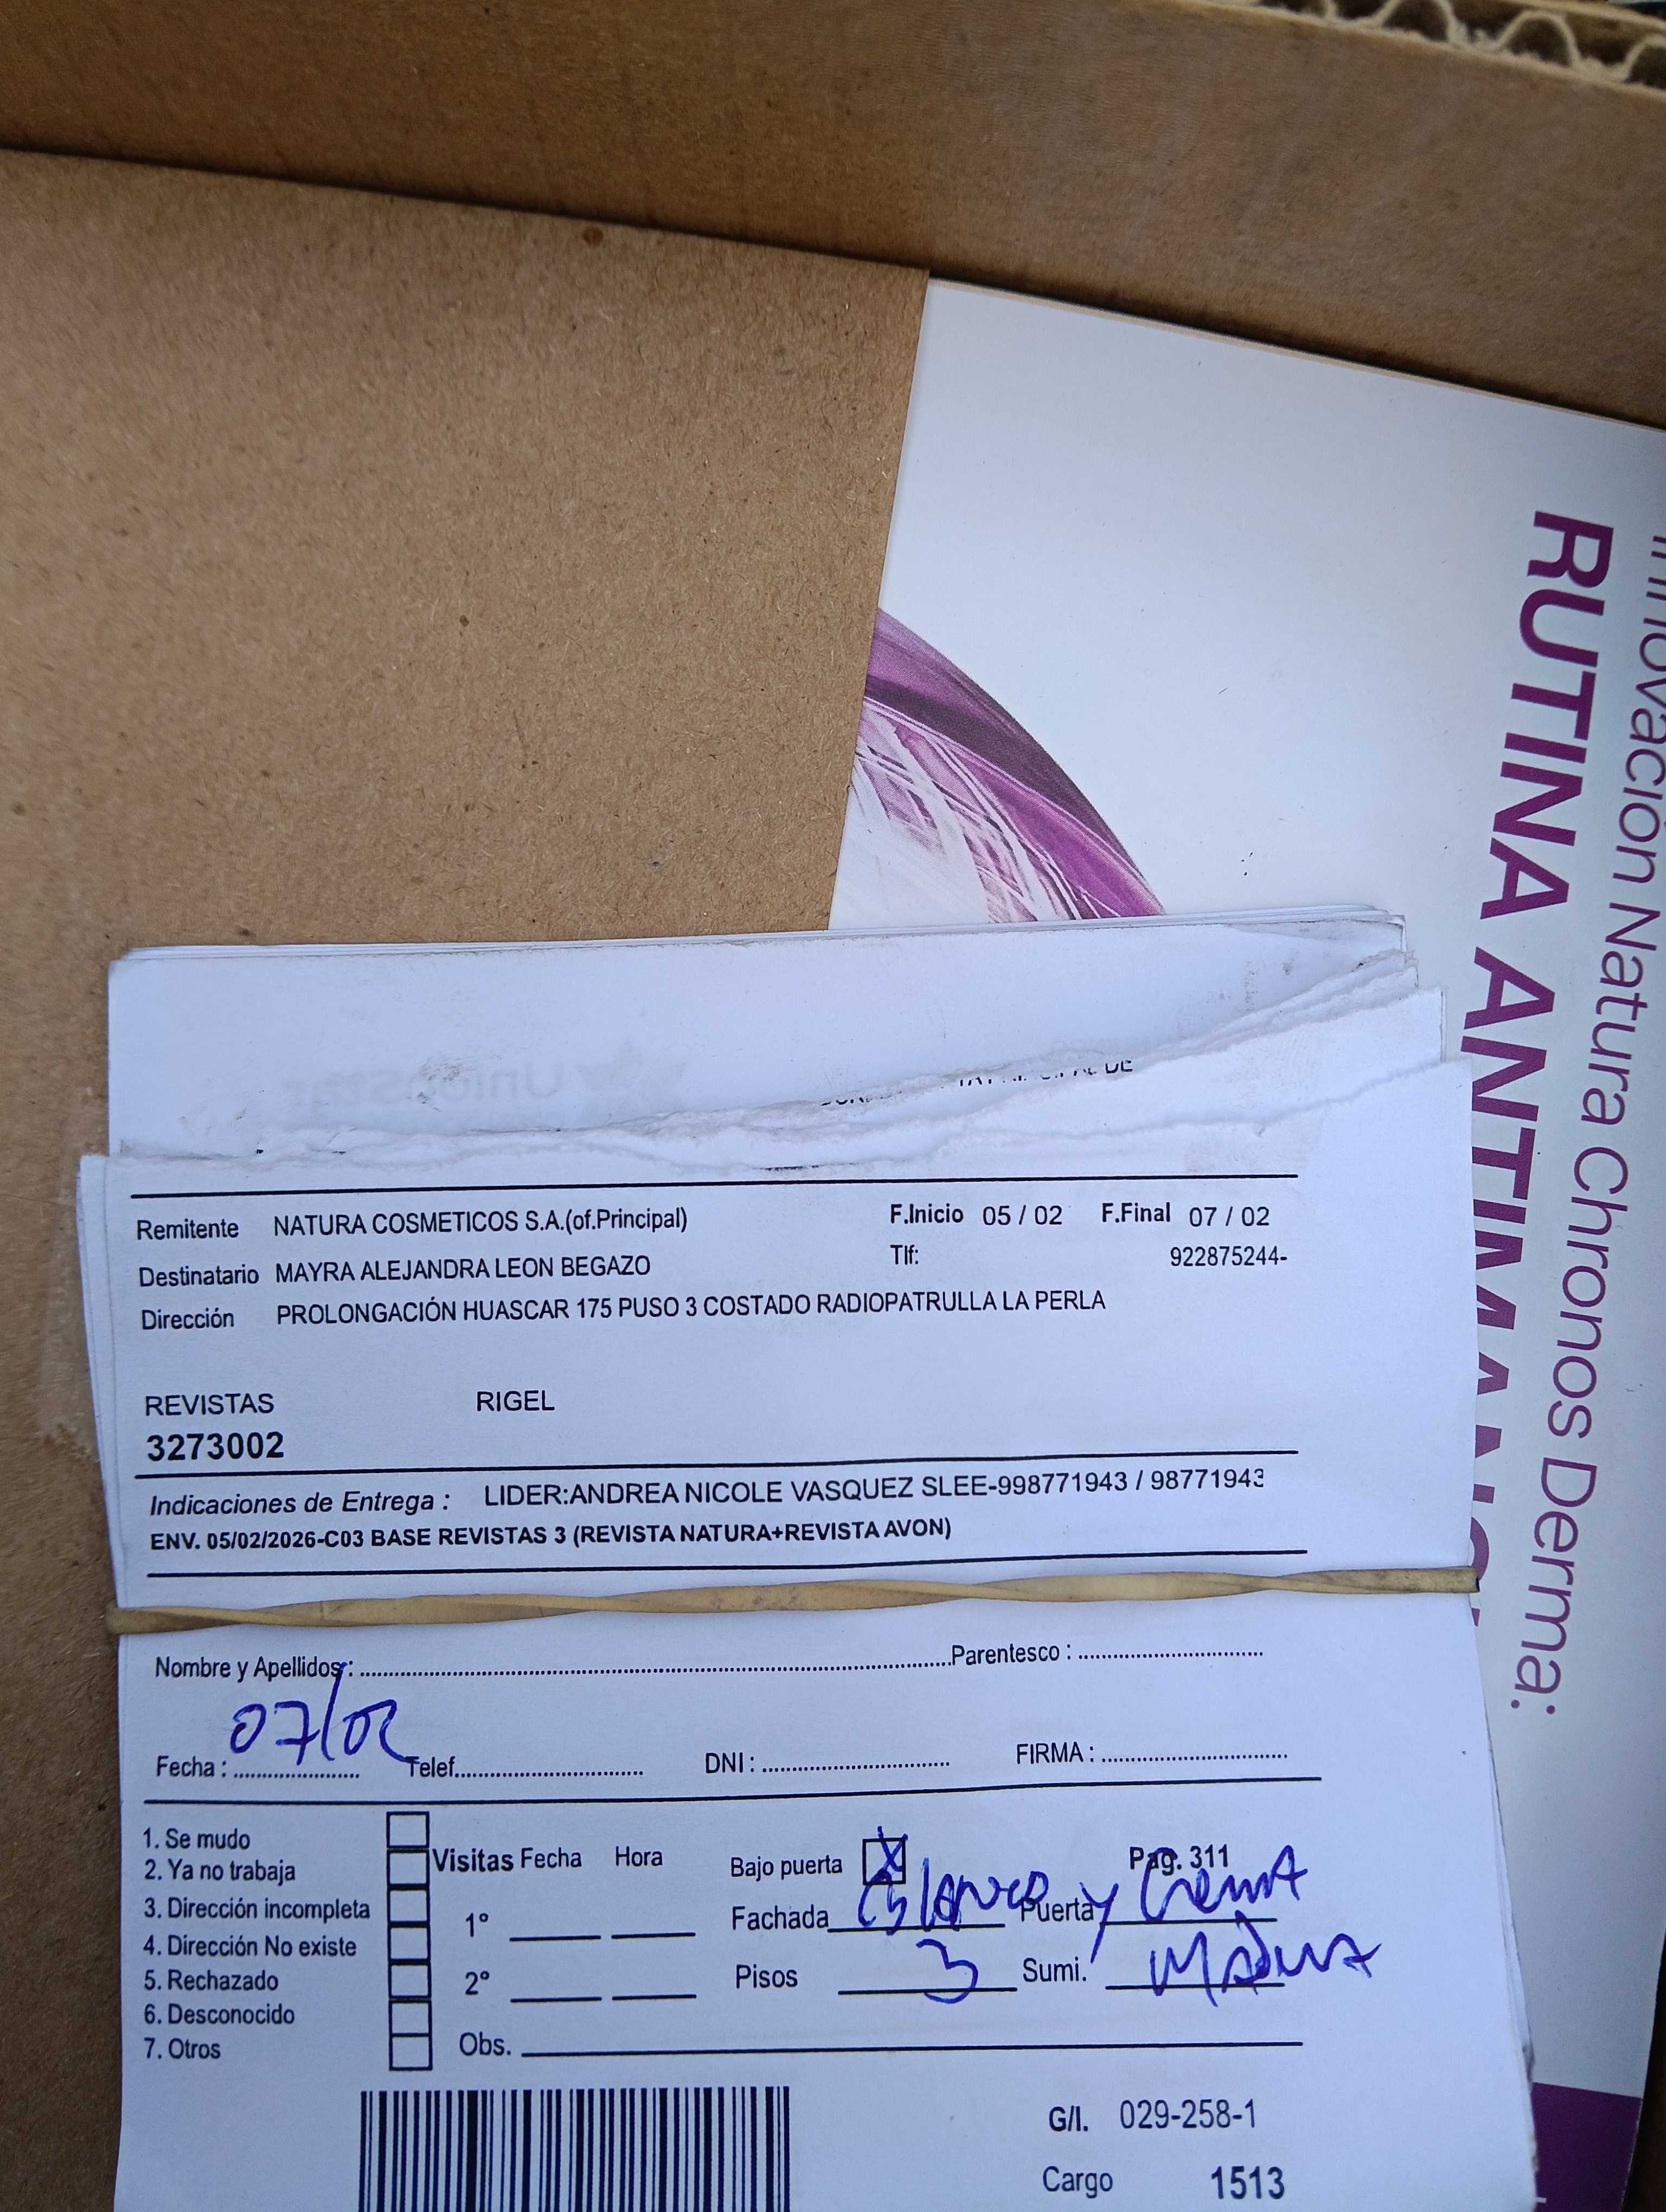 Innovación Natura Chronos Derma:
RUTINA
Remitente NATURA COSMETICOS S.A.(of.Principal) F.Inicio 05 / 02 F.Final 07 / 02
Destinatario MAYRA ALEJANDRA LEON BEGAZO Tlf: 922875244-
Dirección PROLONGACIÓN HUASCAR 175 PUSO 3 COSTADO RADIOPATRULLA LA PERLA
REVISTAS RIGEL
3273002
Indicaciones de Entrega : LIDER:ANDREA NICOLE VASQUEZ SLEE-998771943 / 98771943
ENV. 05/02/2026-C03 BASE REVISTAS 3 (REVISTA NATURA+REVISTA AVON)
Nombre y Apellidos : Parentesco :
07/02
Fecha : Telef. DNI : FIRMA :
1. Se mudo
2. Ya no trabaja
3. Dirección incompleta
4. Dirección No existe
5. Rechazado
6. Desconocido
7. Otros
Visitas Fecha Hora
1°
2°
Obs.
Bajo puerta X Pag. 311
Fachada Blanco y Crema Puerta
Pisos 3 Sumi. Madera
G/I. 029-258-1
Cargo 1513